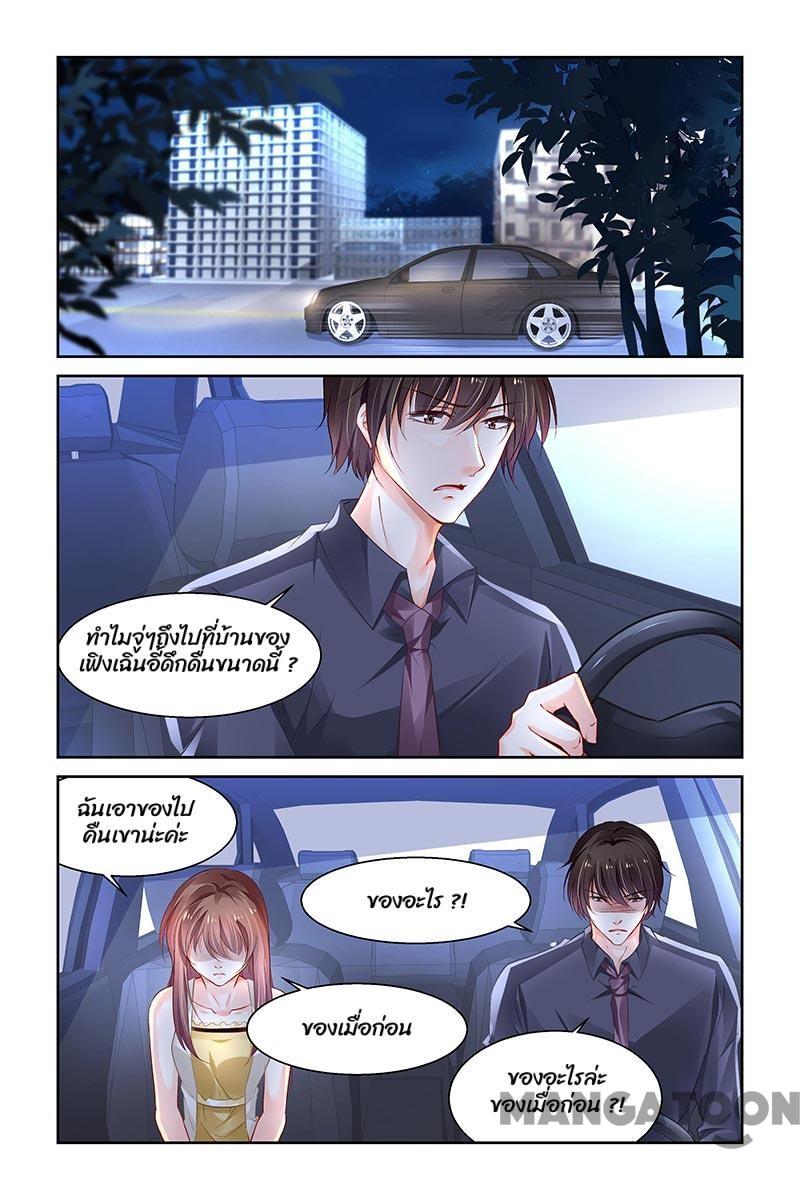 ทำไมจู่ๆถึงไปที่บ้านของ
เฟิงเฉินอี้ดึกดื่นขนาดนี้ ?
ฉันเอาของไป
คืนเขาน่ะค่ะ
ของอะไร ?!
ของเมื่อก่อน
ของอะไรล่ะ
ของเมื่อก่อน ?!
MANGATOON